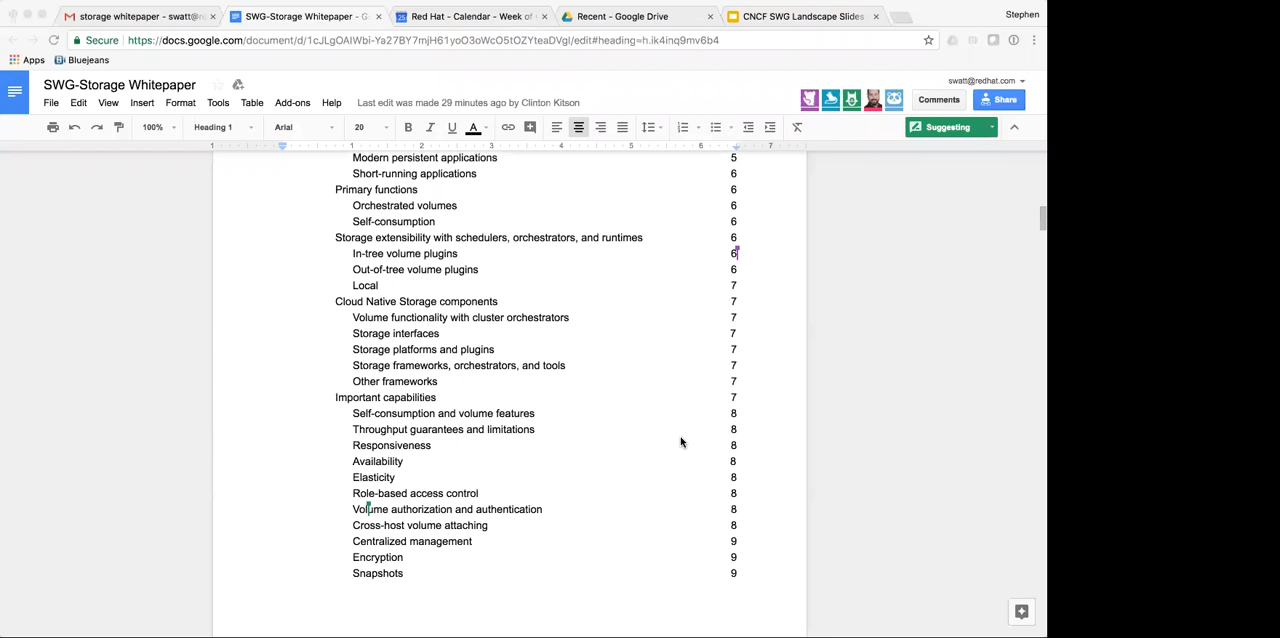 storage whitepaper - swatt@re
SWG-Storage Whitepaper - G
Red Hat - Calendar - Week of
Recent - Google Drive
CNCF SWG Landscape Slides
Stephen
Secure https://docs.google.com/document/d/1cJLgOAIWbi-Ya27BY7mjH61yoO3oWcO5tOZYteaDVgI/edit#heading=h.ik4inq9mv6b4
Apps Bluejeans
SWG-Storage Whitepaper
swatt@redhat.com
File Edit View Insert Format Tools Table Add-ons Help Last edit was made 29 minutes ago by Clinton Kitson
Comments Share
100% Heading 1 Arial 20 B I U A Suggesting
1 1 2 3 4 5 6 7
Modern persistent applications 5
Short-running applications 6
Primary functions 6
Orchestrated volumes 6
Self-consumption 6
Storage extensibility with schedulers, orchestrators, and runtimes 6
In-tree volume plugins 6
Out-of-tree volume plugins 6
Local 7
Cloud Native Storage components 7
Volume functionality with cluster orchestrators 7
Storage interfaces 7
Storage platforms and plugins 7
Storage frameworks, orchestrators, and tools 7
Other frameworks 7
Important capabilities 7
Self-consumption and volume features 8
Throughput guarantees and limitations 8
Responsiveness 8
Availability 8
Elasticity 8
Role-based access control 8
Volume authorization and authentication 8
Cross-host volume attaching 8
Centralized management 9
Encryption 9
Snapshots 9